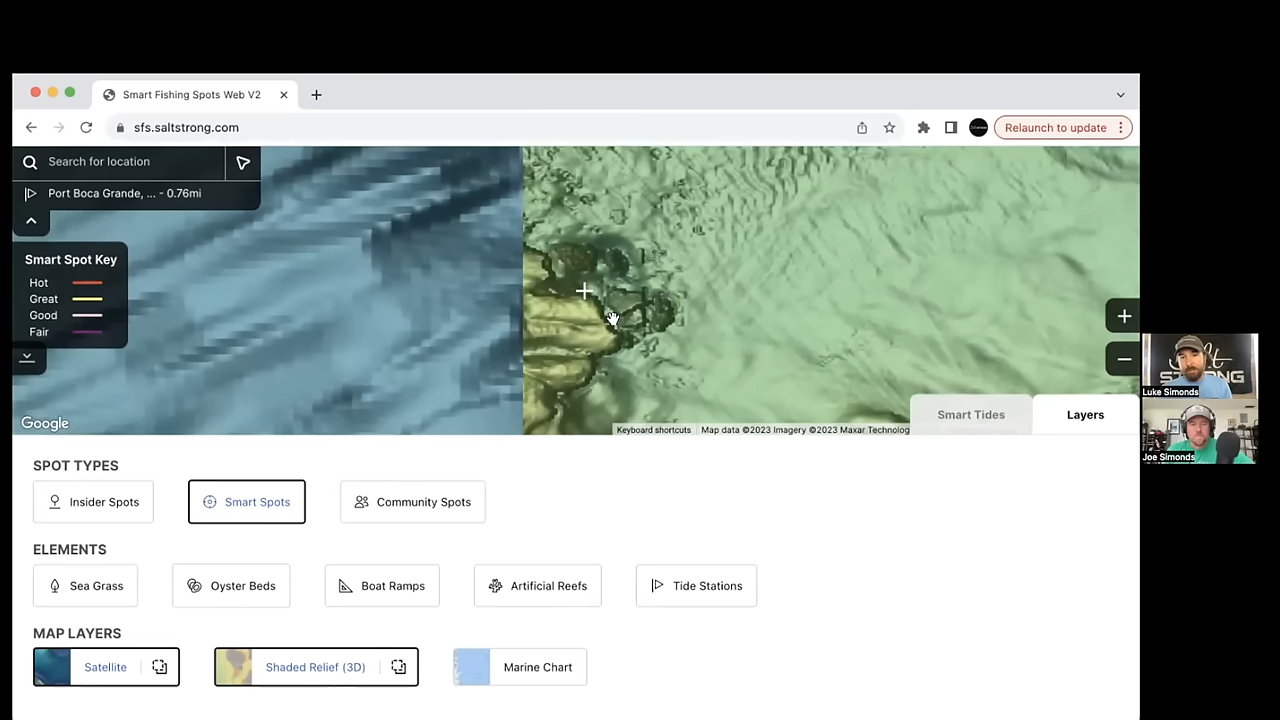 Smart Fishing Spots Web V2
sfs.saltstrong.com
Relaunch to update
Search for location
Port Boca Grande, ... - 0.76mi
Smart Spot Key
Hot
Great
Good
Fair
Google
Keyboard shortcuts
Map data ©2023 Imagery ©2023 Maxar Technolog
Smart Tides
Layers
STRONG
Luke Simonds
Joe Simonds
SPOT TYPES
Insider Spots
Smart Spots
Community Spots
ELEMENTS
Sea Grass
Oyster Beds
Boat Ramps
Artificial Reefs
Tide Stations
MAP LAYERS
Satellite
Shaded Relief (3D)
Marine Chart